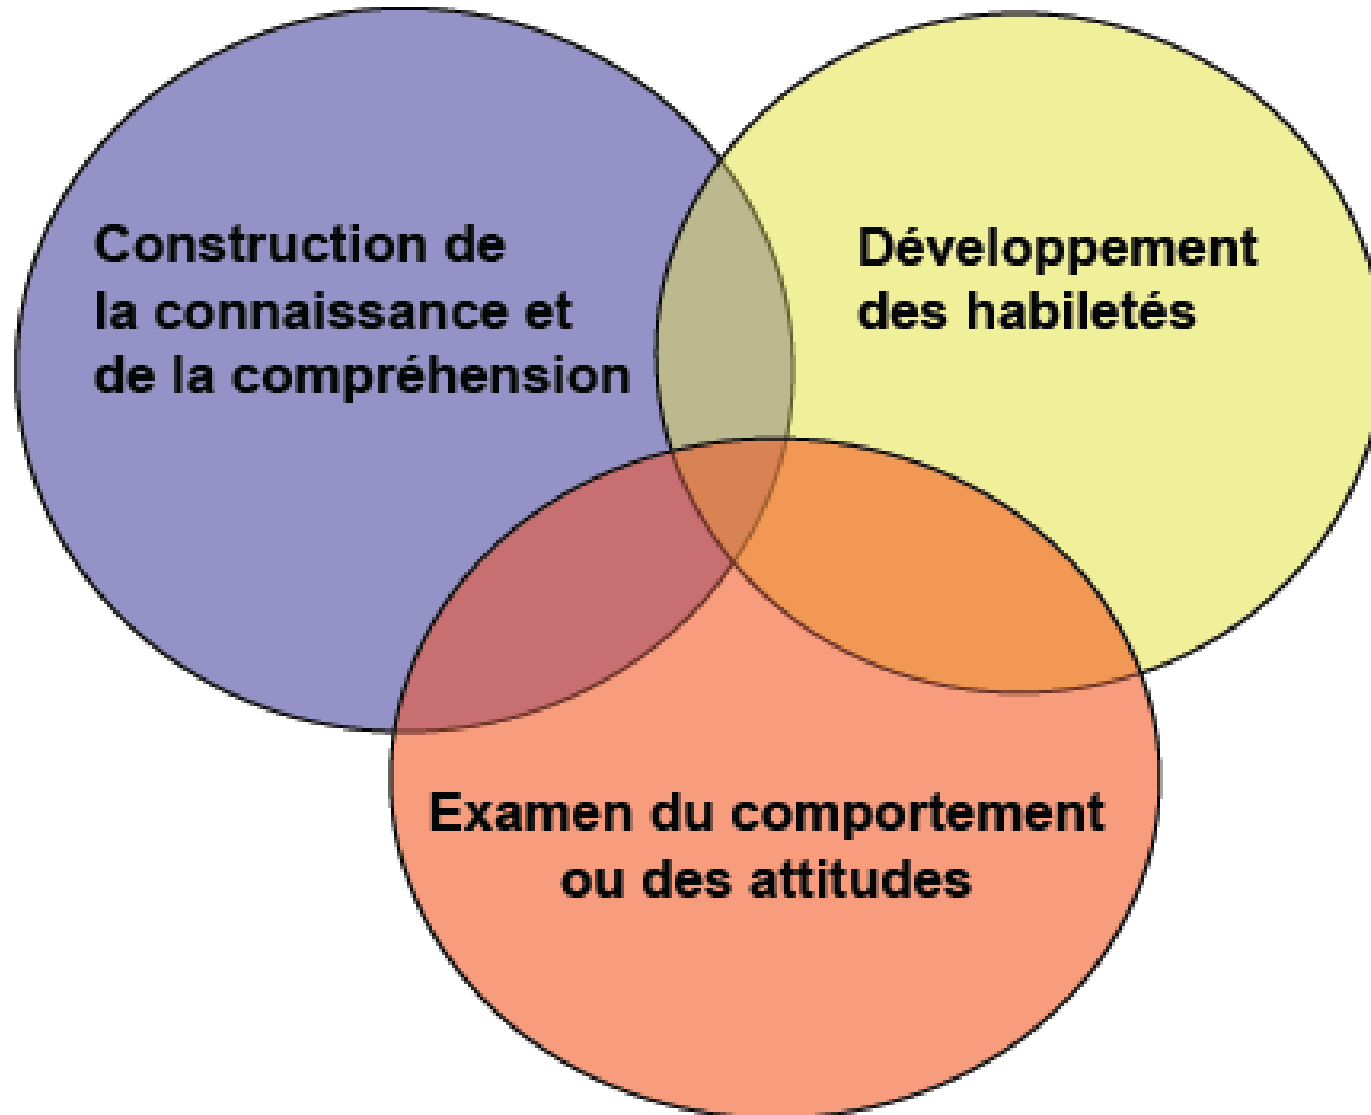 Construction de
la connaissance et
de la compréhension
Développement
des habiletés
Examen du comportement
ou des attitudes